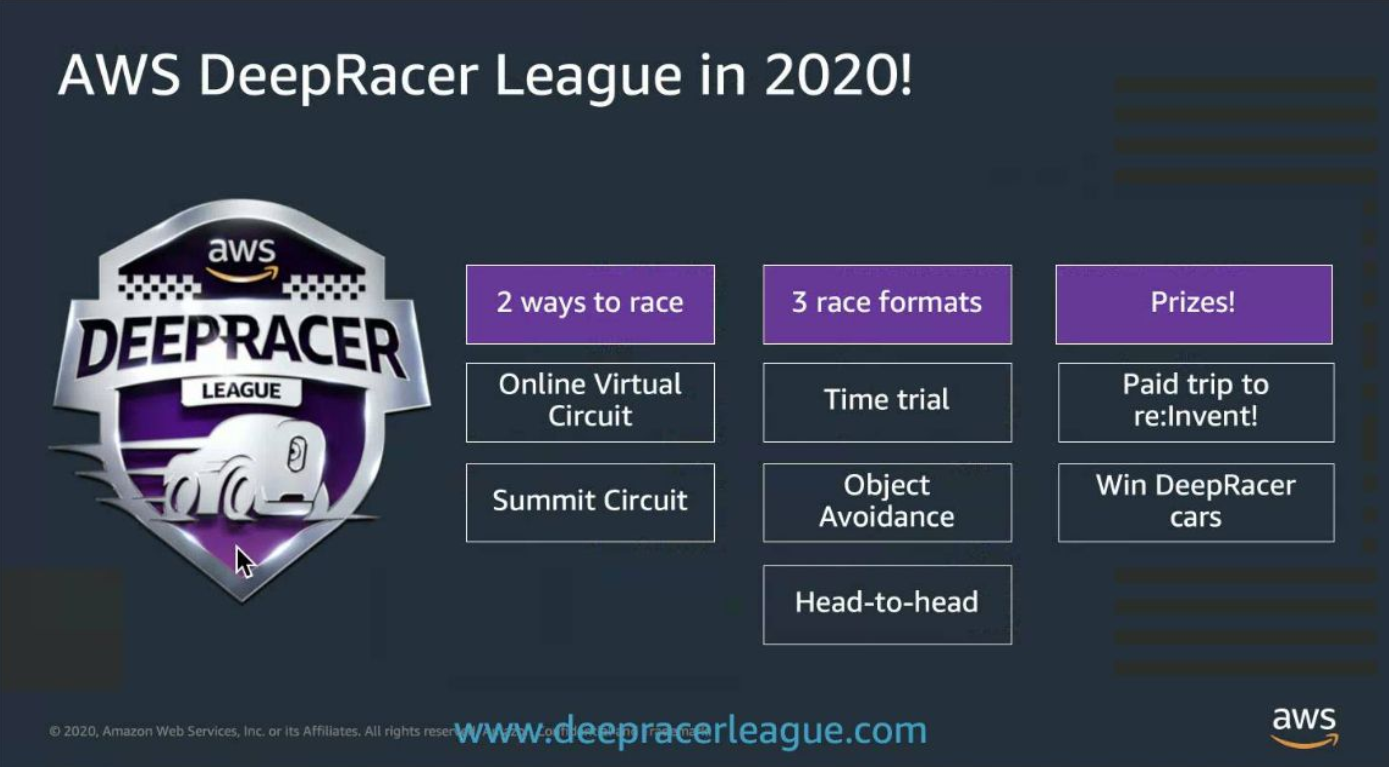 AWS DeepRacer League in 2020!
aws
DEEPRACER
LEAGUE
2 ways to race
Online Virtual
Circuit
Summit Circuit
3 race formats
Time trial
Object
Avoidance
Head-to-head
Prizes!
Paid trip to
re:Invent!
Win DeepRacer
cars
© 2020, Amazon Web Services, Inc. or its Affiliates. All rights
www.deepracerleague.com
aws